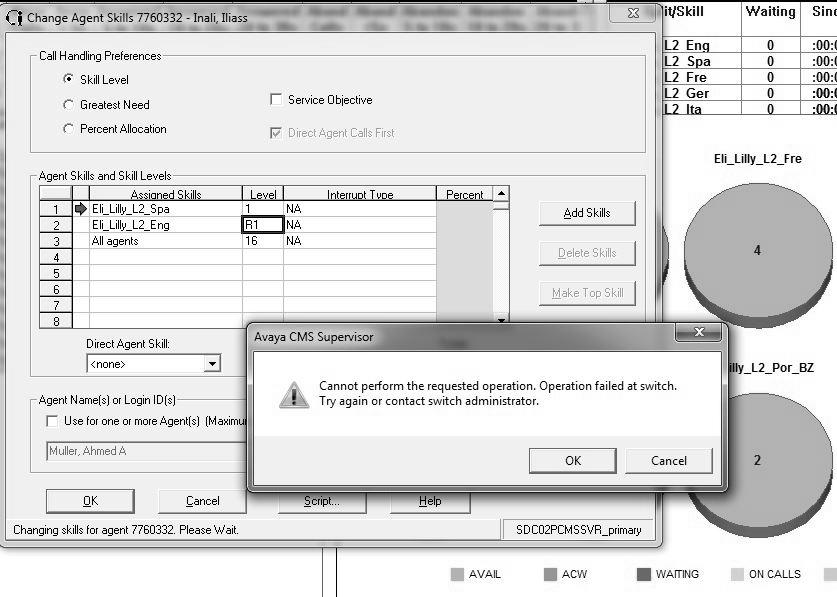 Change Agent Skills 7760332 - Inali, Iliass
Call Handling Preferences
Skill Level
Greatest Need
Percent Allocation
Service Objective
Direct Agent Calls First
Agent Skills and Skill Levels
Assigned Skills Level Interrupt Type Percent
1 Eli_Lilly_L2_Spa 1 NA
2 Eli_Lilly_L2_Eng R1 NA
3 All agents 16 NA
4
5
6
7
8
Add Skills
Delete Skills
Make Top Skill
Direct Agent Skill:
<none>
Agent Name(s) or Login ID(s)
Use for one or more Agent(s) (Maximu
Muller, Ahmed A
OK Cancel Script... Help
Changing skills for agent 7760332. Please Wait. SDC02PCMSSVR_primary
Avaya CMS Supervisor
Cannot perform the requested operation. Operation failed at switch.
Try again or contact switch administrator.
OK Cancel
it/Skill Waiting Sinc
L2_Eng 0 :00:0
L2_Spa 0 :00:0
L2_Fre 0 :00:0
L2_Ger 0 :00:0
L2_Ita 0 :00:0
Eli_Lilly_L2_Fre
4
illy_L2_Por_BZ
2
AVAIL ACW WAITING ON CALLS